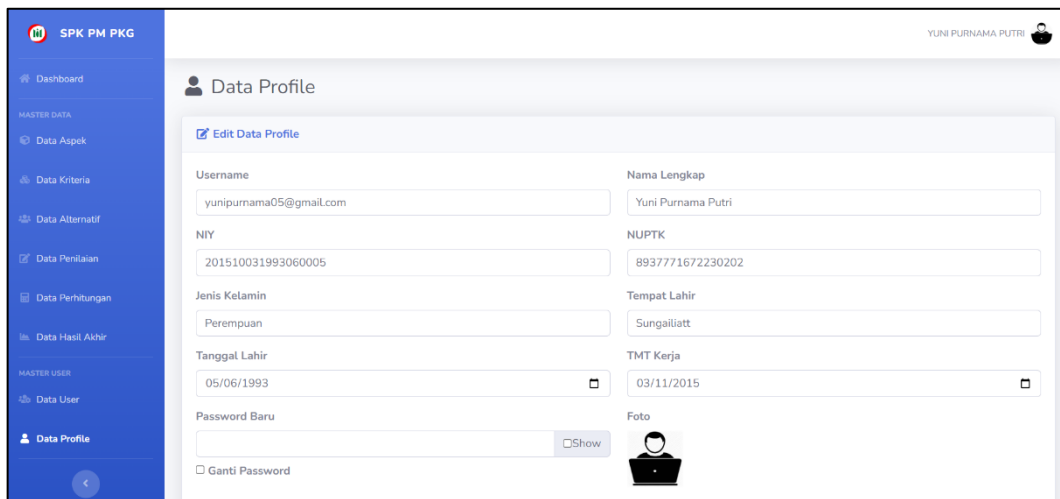 SPK PM PKG
YUNI PURNAMA PUTRI
Dashboard
MASTER DATA
Data Aspek
Data Kriteria
Data Alternatif
Data Penilaian
Data Perhitungan
Data Hasil Akhir
MASTER USER
Data User
Data Profile
Data Profile
Edit Data Profile
Username
yunipurnama05@gmail.com
Nama Lengkap
Yuni Purnama Putri
NIY
201510031993060005
NUPTK
8937771672230202
Jenis Kelamin
Perempuan
Tempat Lahir
Sungailiatt
Tanggal Lahir
05/06/1993
TMT Kerja
03/11/2015
Password Baru
Show
Ganti Password
Foto